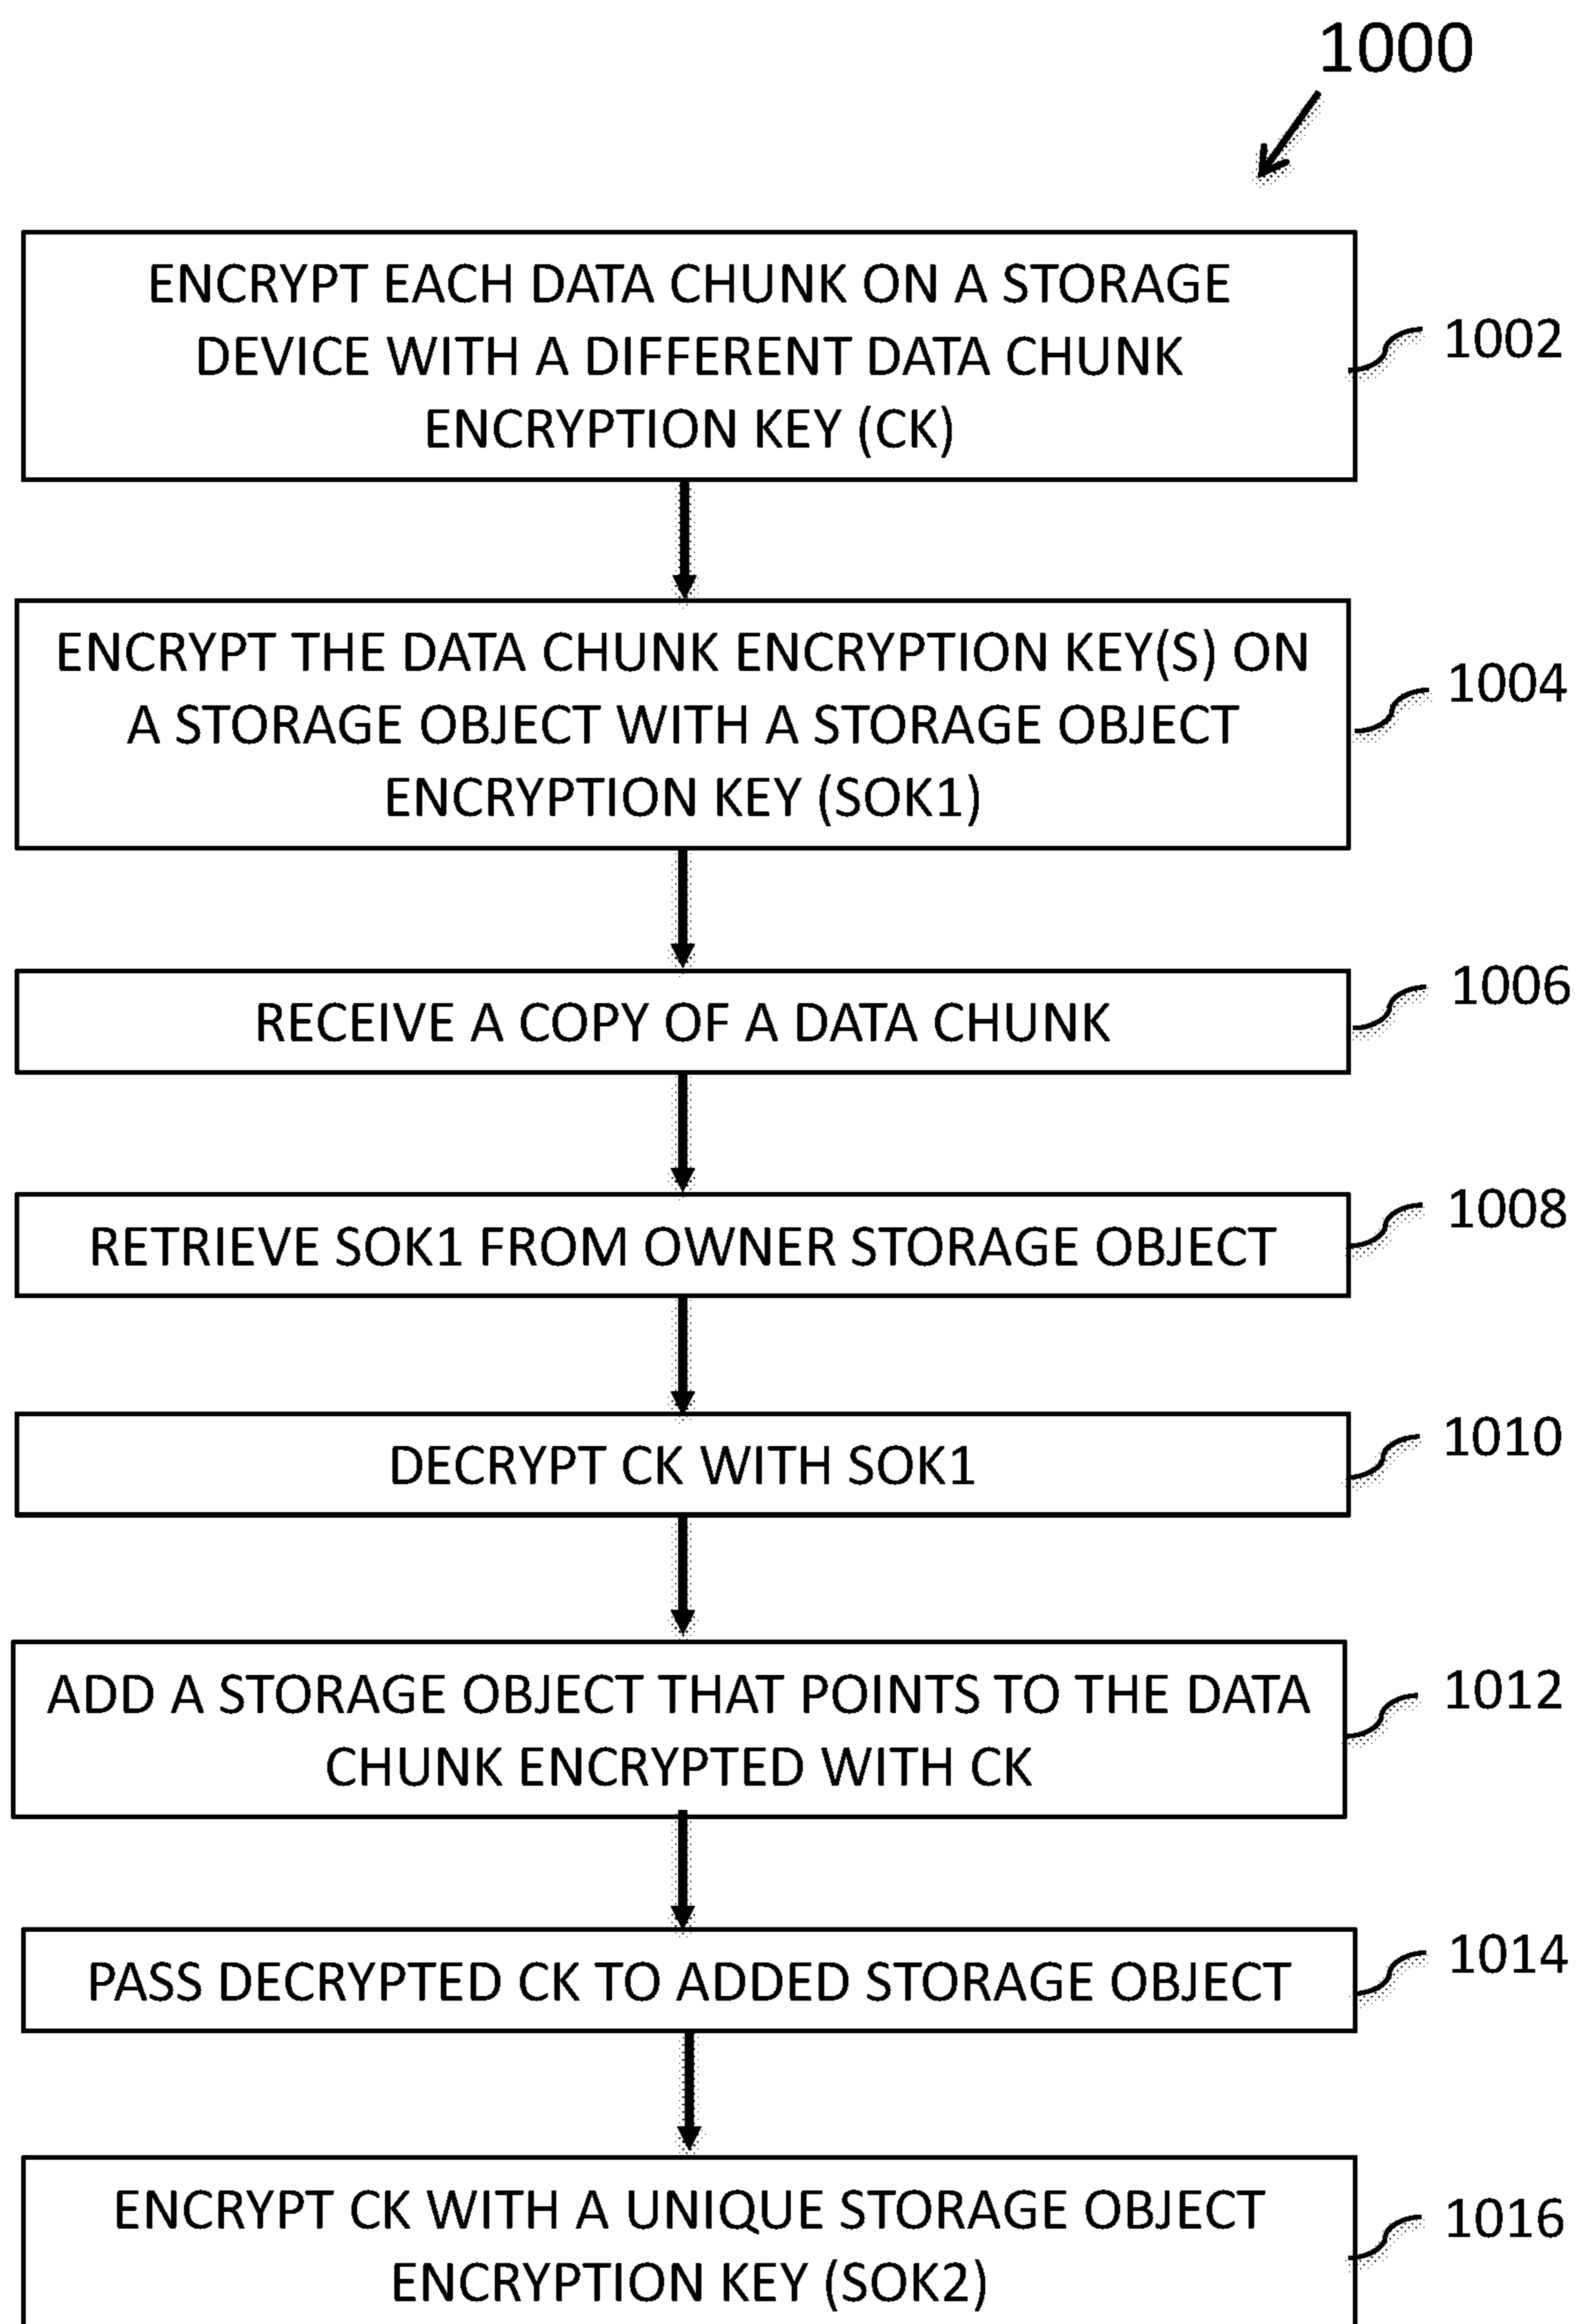 1000
ENCRYPT EACH DATA CHUNK ON A STORAGE
DEVICE WITH A DIFFERENT DATA CHUNK
ENCRYPTION KEY (CK)
1002
ENCRYPT THE DATA CHUNK ENCRYPTION KEY(S) ON
A STORAGE OBJECT WITH A STORAGE OBJECT
ENCRYPTION KEY (SOK1)
1004
RECEIVE A COPY OF A DATA CHUNK
1006
RETRIEVE SOK1 FROM OWNER STORAGE OBJECT
1008
DECRYPT CK WITH SOK1
1010
ADD A STORAGE OBJECT THAT POINTS TO THE DATA
CHUNK ENCRYPTED WITH CK
1012
PASS DECRYPTED CK TO ADDED STORAGE OBJECT
1014
ENCRYPT CK WITH A UNIQUE STORAGE OBJECT
ENCRYPTION KEY (SOK2)
1016